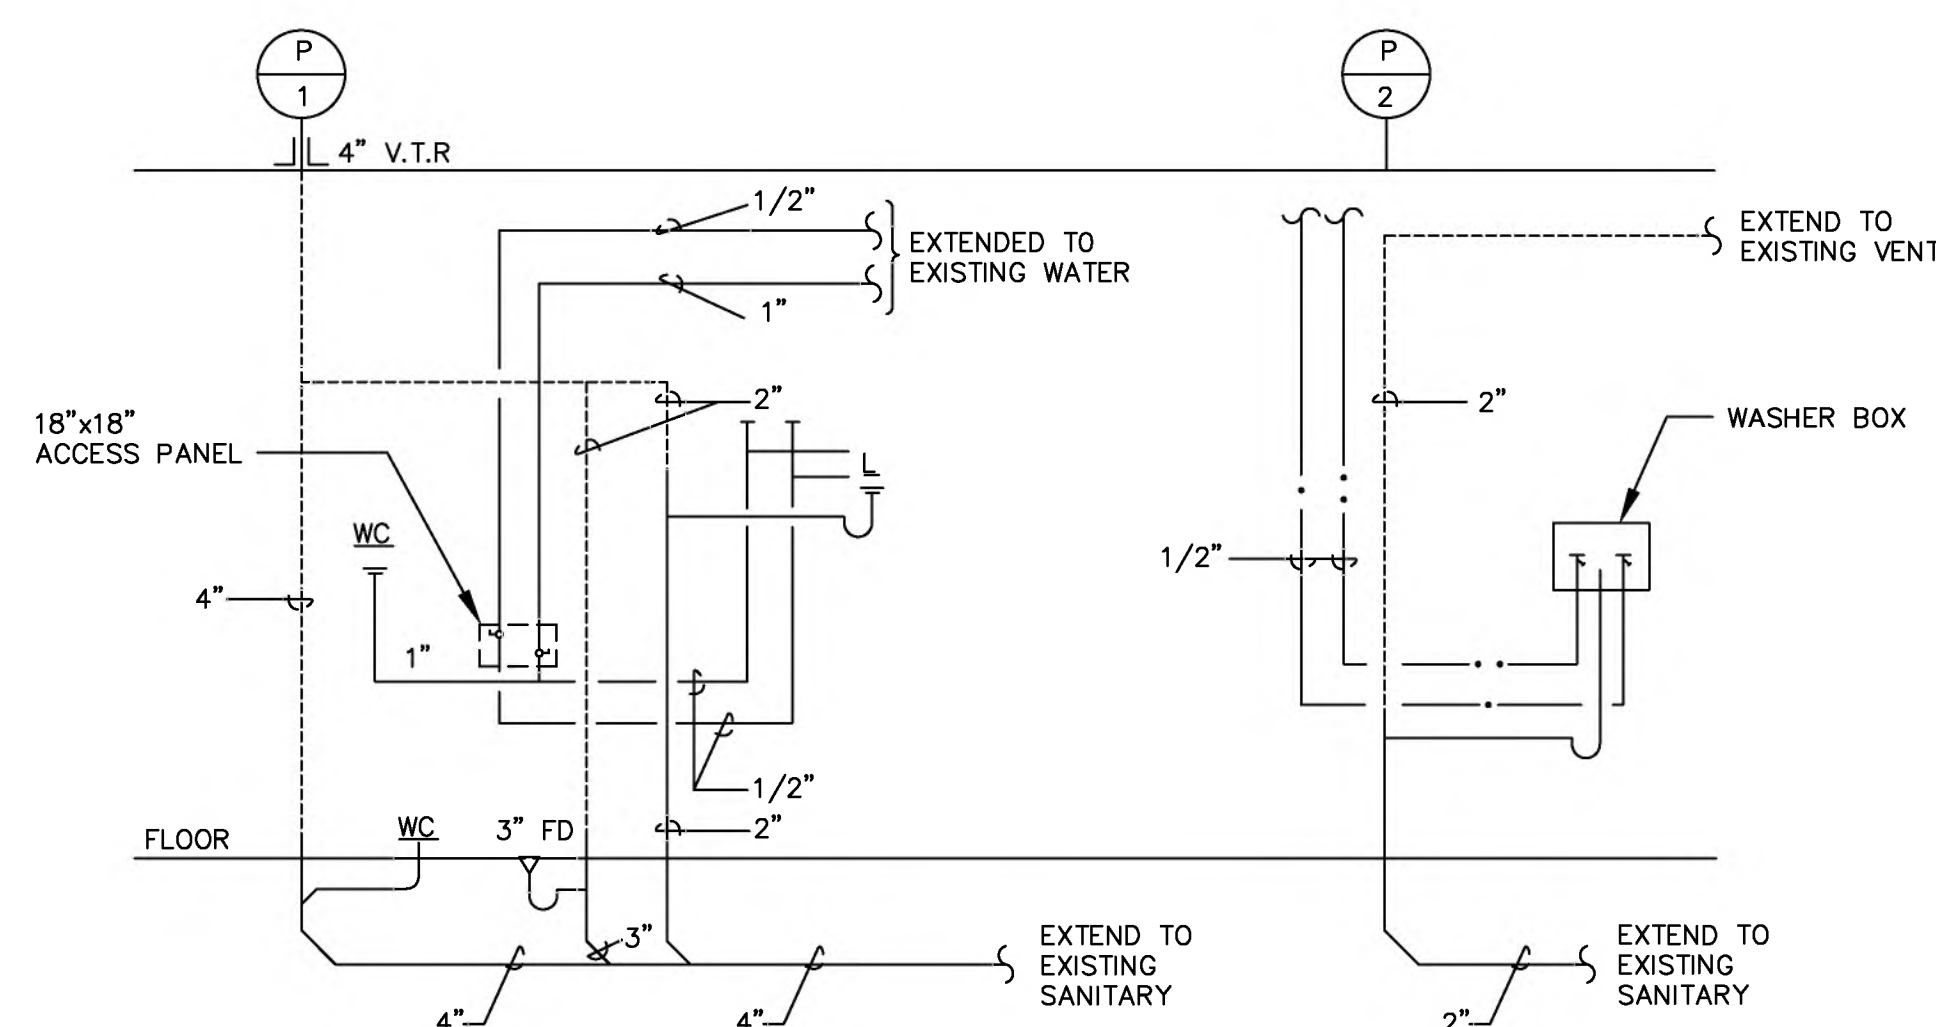 P
1
P
2
4" V.T.R
1/2"
EXTENDED TO
EXISTING WATER
1"
EXTEND TO
EXISTING VENT
2"
2"
18"x18"
ACCESS PANEL
WASHER BOX
L
WC
1/2"
4"
1"
1/2"
2"
FLOOR
WC
3" FD
3"
EXTEND TO
EXISTING
SANITARY
EXTEND TO
EXISTING
SANITARY
4"
4"
2"